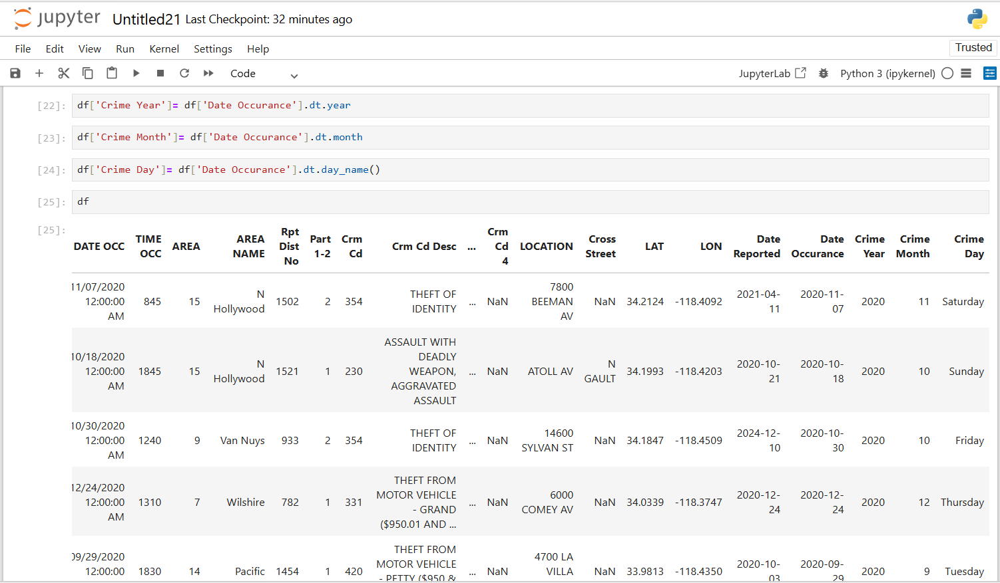 jupyter Untitled21 Last Checkpoint: 32 minutes ago
File Edit View Run Kernel Settings Help Trusted
Code JupyterLab Python 3 (ipykernel)
[22]: df['Crime Year']= df['Date Occurance'].dt.year
[23]: df['Crime Month']= df['Date Occurance'].dt.month
[24]: df['Crime Day']= df['Date Occurance'].dt.day_name()
[25]: df
[25]:
DATE OCC TIME OCC AREA AREA NAME Rpt Dist No Part 1-2 Crm Cd Crm Cd Desc ... Crm Cd 4 LOCATION Cross Street LAT LON Date Reported Date Occurance Crime Year Crime Month Crime Day
11/07/2020 12:00:00 AM 845 15 N Hollywood 1502 2 354 THEFT OF IDENTITY ... NaN 7800 BEEMAN AV NaN 34.2124 -118.4092 2021-04-11 2020-11-07 2020 11 Saturday
10/18/2020 12:00:00 AM 1845 15 N Hollywood 1521 1 230 ASSAULT WITH DEADLY WEAPON, AGGRAVATED ASSAULT ... NaN ATOLL AV N GAULT 34.1993 -118.4203 2020-10-21 2020-10-18 2020 10 Sunday
10/30/2020 12:00:00 AM 1240 9 Van Nuys 933 2 354 THEFT OF IDENTITY ... NaN 14600 SYLVAN ST NaN 34.1847 -118.4509 2024-12-10 2020-10-30 2020 10 Friday
12/24/2020 12:00:00 AM 1310 7 Wilshire 782 1 331 THEFT FROM MOTOR VEHICLE - GRAND ($950.01 AND ... ... NaN 6000 COMEY AV NaN 34.0339 -118.3747 2020-12-24 2020-12-24 2020 12 Thursday
09/29/2020 12:00:00 1830 14 Pacific 1454 1 420 THEFT FROM MOTOR VEHICLE - PETTY ($950 & ... NaN 4700 LA VILLA NaN 33.9813 -118.4350 2020-10-03 2020-09-29 2020 9 Tuesday